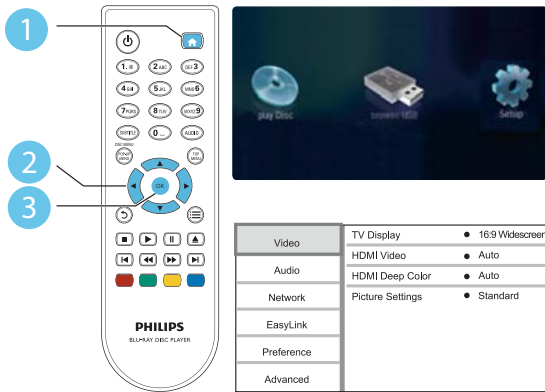 1
2
3
1. @
2 ABC
DEF 3
4 GHI
5 JKL
MNO 6
7 PQRS
8 TUV
WXYZ 9
SUBTITLE
0
AUDIO
DISC MENU
POP-UP MENU
TOP MENU
OK
PHILIPS
BLU-RAY DISC PLAYER
play Disc
browse USB
Setup
Video
Audio
Network
EasyLink
Preference
Advanced
TV Display ● 16:9 Widescreen
HDMI Video ● Auto
HDMI Deep Color ● Auto
Picture Settings ● Standard